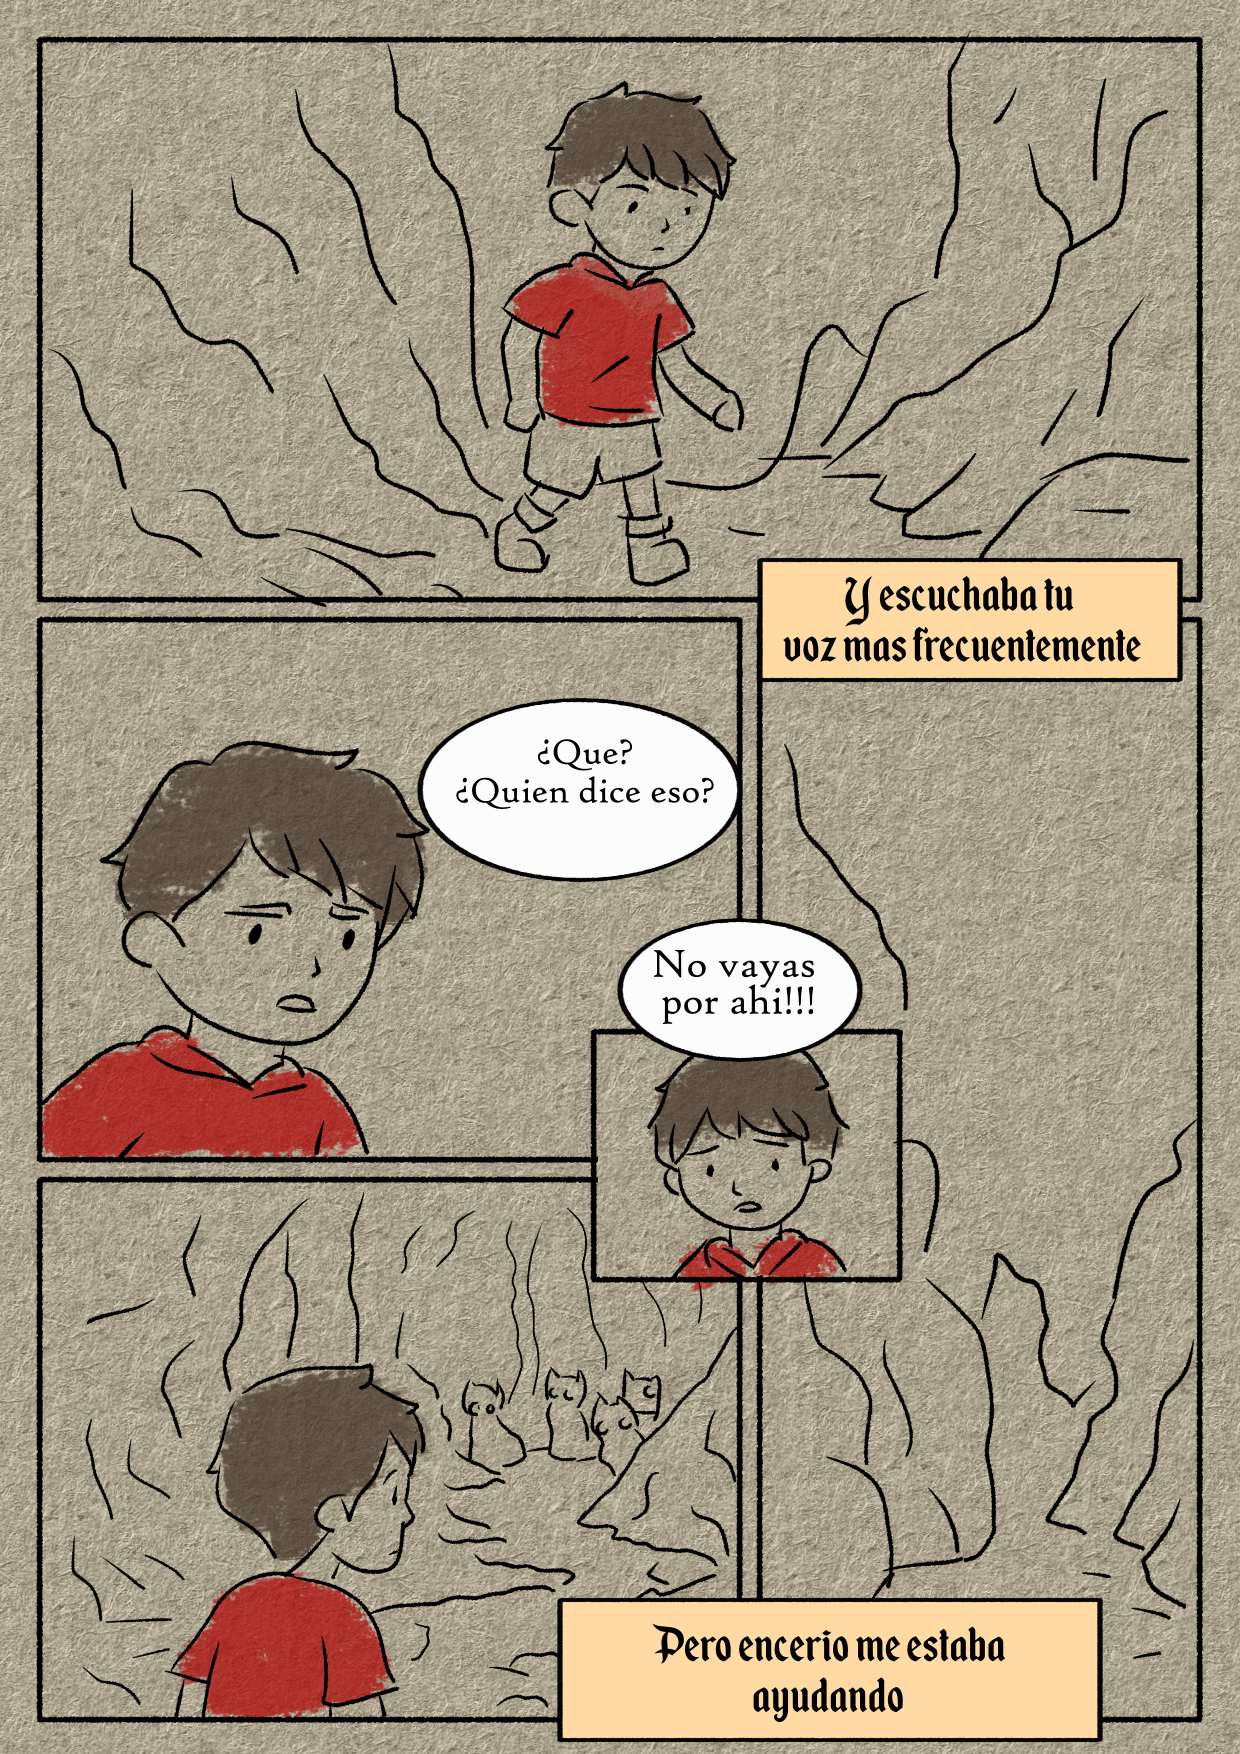 Y escuchaba tu
voz mas frecuentemente
¿Que?
¿Quien dice eso?
No vayas
por ahi!!!
Pero encerio me estaba
ayudando